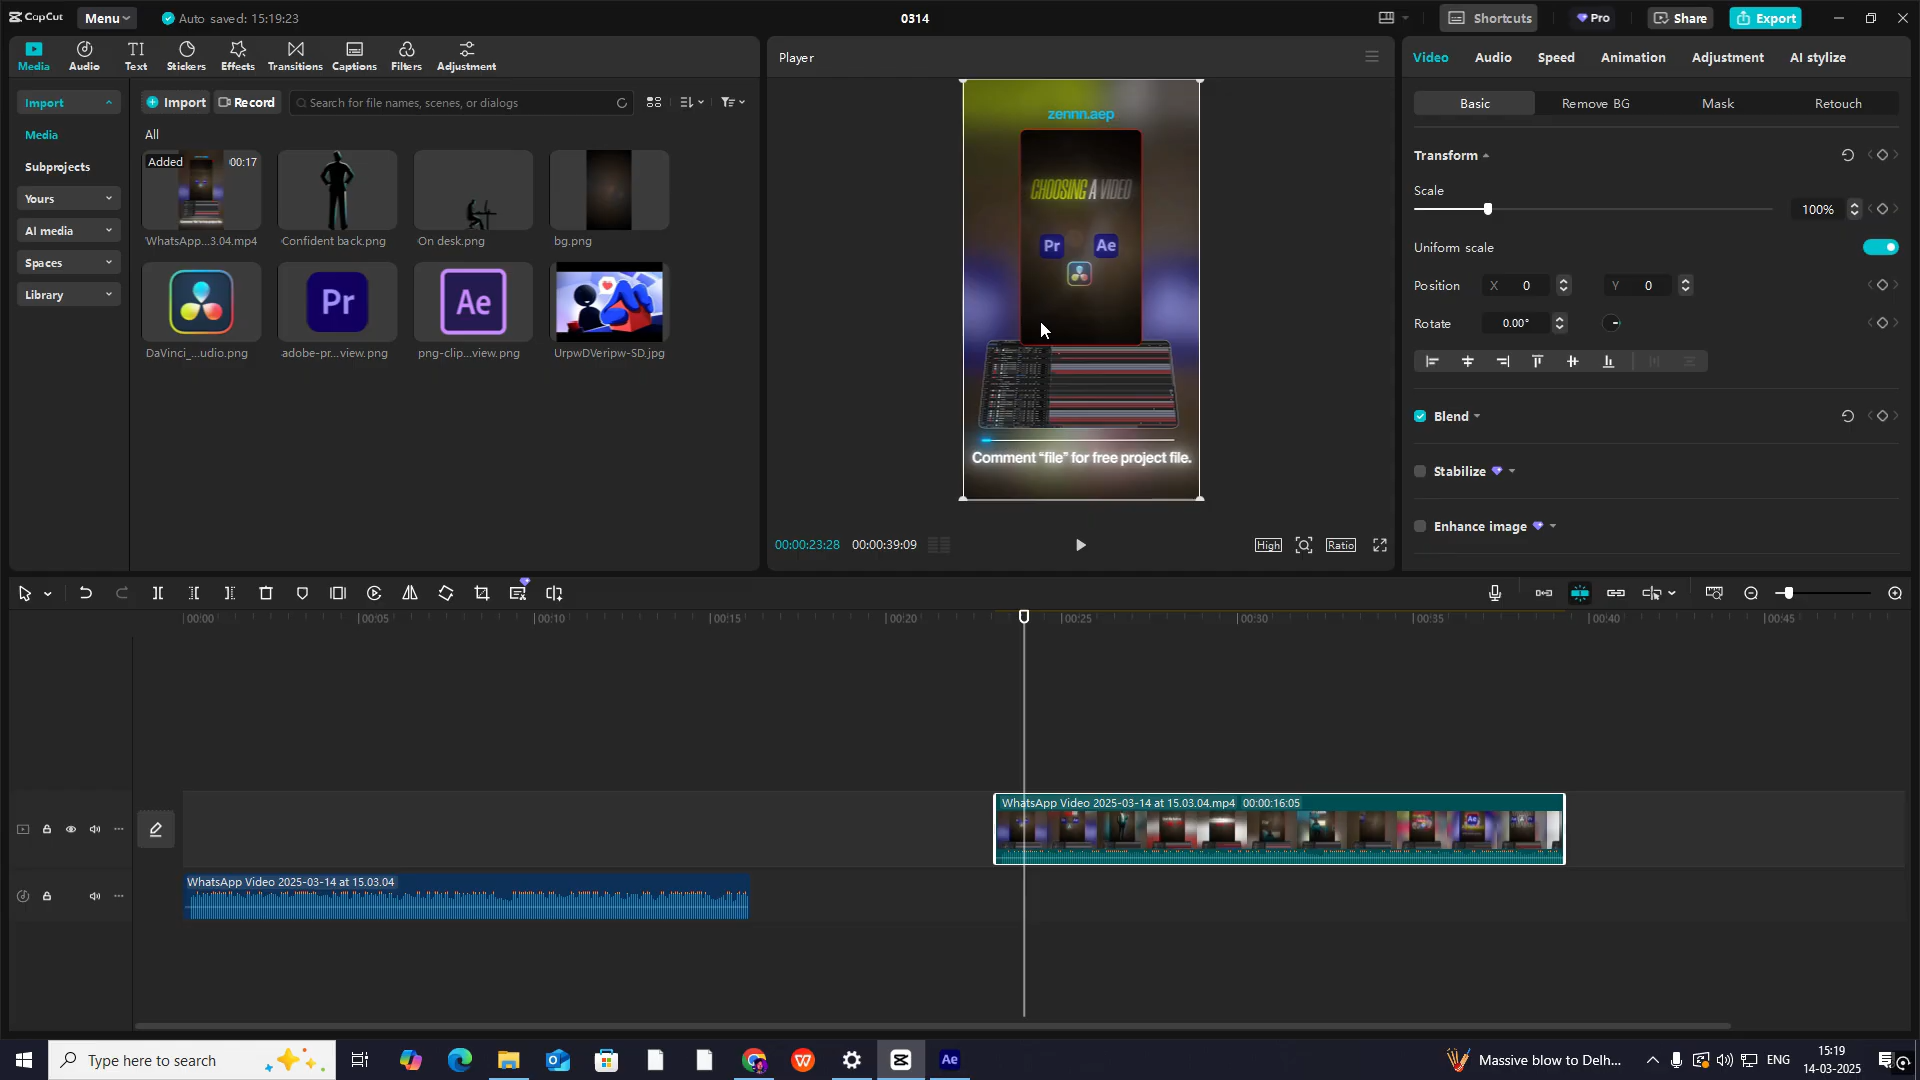 CapCut
Menu
Auto saved: 15:19:23
0314
Shortcuts
Pro
Share
Export
Media
Audio
Text
Stickers
Effects
Transitions
Captions
Filters
Adjustment
Import
Media
Subprojects
Yours
AI media
Spaces
Library
Import
Record
Search for file names, scenes, or dialogs
All
Added
00:17
WhatsApp...3.04.mp4
Confident back.png
On desk.png
bg.png
DaVinci_...udio.png
adobe-pr...view.png
png-clip...view.png
UrpwDVeripw-SD.jpg
Pr
Ae
Player
zennn.aep
CHOOSING A VIDEO
Pr
Ae
Comment “file” for free project file.
00:00:23:28
00:00:39:09
High
Ratio
Video
Audio
Speed
Animation
Adjustment
AI stylize
Basic
Remove BG
Mask
Retouch
Transform
Scale
100%
Uniform scale
Position
X 0
Y 0
Rotate
0.00°
Blend
Stabilize
Enhance image
00:00
00:05
00:10
00:15
00:20
00:25
00:30
00:35
00:40
00:45
WhatsApp Video 2025-03-14 at 15.03.04.mp4 00:00:16:05
WhatsApp Video 2025-03-14 at 15.03.04
Type here to search
Ae
Massive blow to Delh...
ENG
15:19
14-03-2025